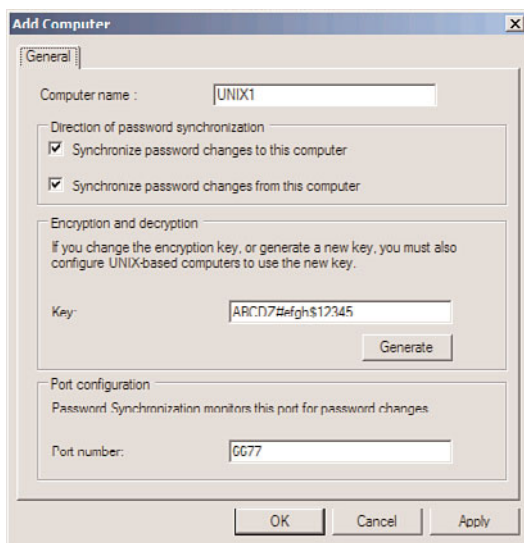 Add Computer
General
Computer name :
UNIX1
Direction of password synchronization
Synchronize password changes to this computer
Synchronize password changes from this computer
Encryption and decryption
If you change the encryption key, or generate a new key, you must also
configure UNIX-based computers to use the new key.
Key:
ABCDZ#efgh$12345
Generate
Port configuration
Password Synchronization monitors this port for password changes
Port number:
6677
OK
Cancel
Apply